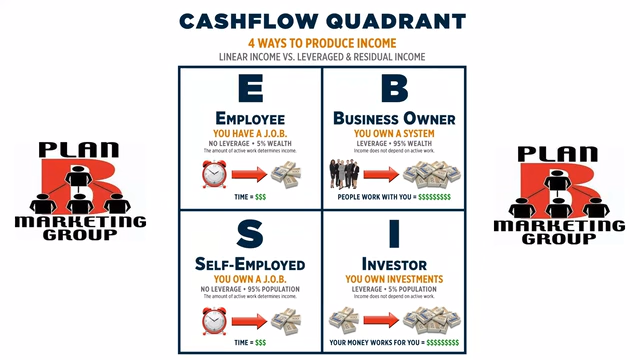 CASHFLOW QUADRANT
4 WAYS TO PRODUCE INCOME
LINEAR INCOME VS. LEVERAGED & RESIDUAL INCOME
E
EMPLOYEE
YOU HAVE A J.O.B.
NO LEVERAGE • 5% WEALTH
The amount of active work determines income.
TIME = $$$
B
BUSINESS OWNER
YOU OWN A SYSTEM
LEVERAGE • 95% WEALTH
Income does not depend on active work.
PEOPLE WORK WITH YOU = $$$$$$$$$
S
SELF-EMPLOYED
YOU OWN A J.O.B.
NO LEVERAGE • 95% POPULATION
The amount of active work determines income.
TIME = $$$
I
INVESTOR
YOU OWN INVESTMENTS
LEVERAGE • 5% POPULATION
Income does not depend on active work.
YOUR MONEY WORKS FOR YOU = $$$$$$$$$
PLAN
B
MARKETING
GROUP
PLAN
B
MARKETING
GROUP